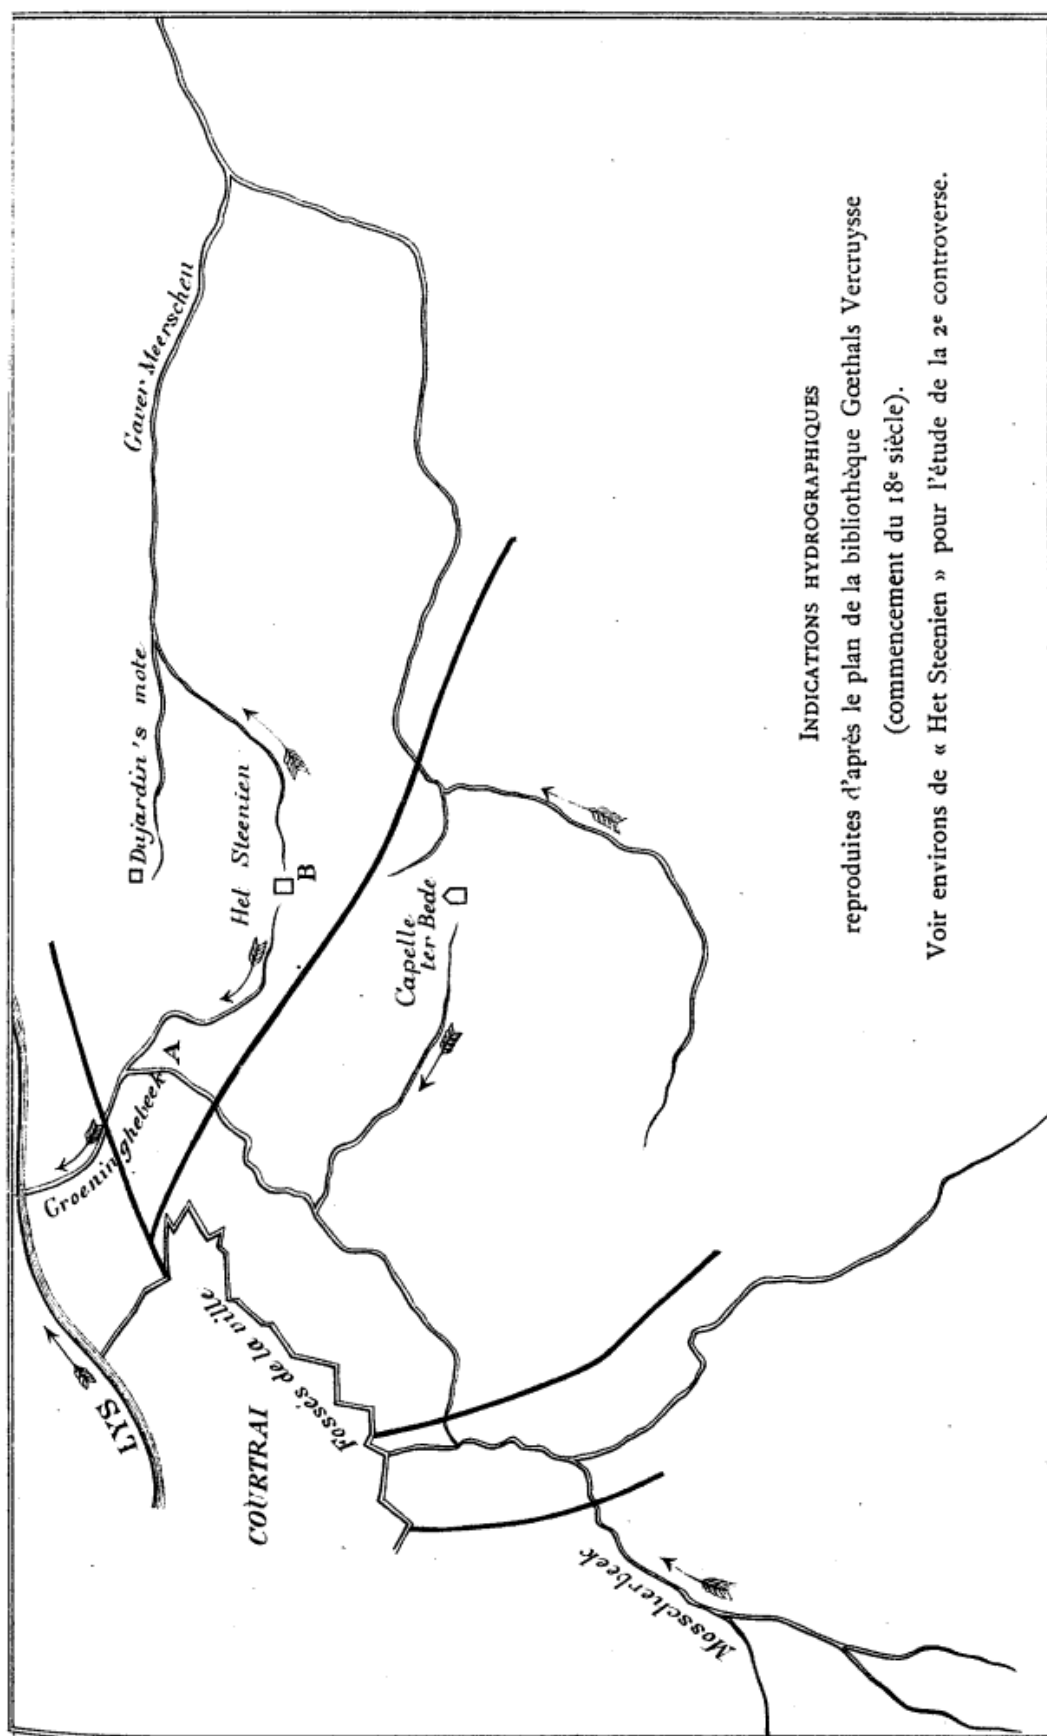 LYS
COURTRAI
Fossés de la ville
Mosscherbeek
Groeninghebeek
A
Het Steenien
B
Dujardin's mote
Gaver Meerschen
Capelle
ter Bede
INDICATIONS HYDROGRAPHIQUES
reproduites d'après le plan de la bibliothèque Gœthals Vercruysse
(commencement du 18e siècle).
Voir environs de « Het Steenien » pour l'étude de la 2e controverse.